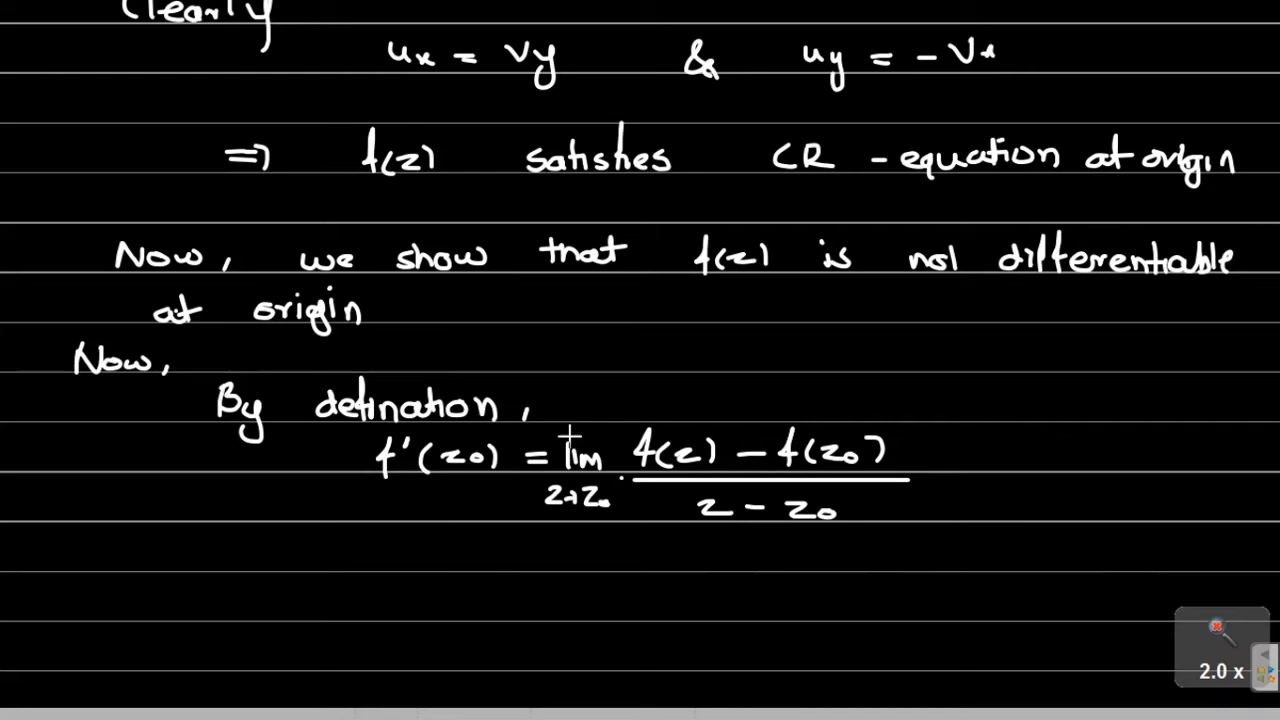 Clearly
ux = vy & uy = -vx
⇒ f(z) satisfies CR - equation at origin
Now, we show that f(z) is not differentiable
at origin
Now,
By defination,
f'(z0) = lim f(z) - f(z0)
z→z0 z - z0
2.0 x